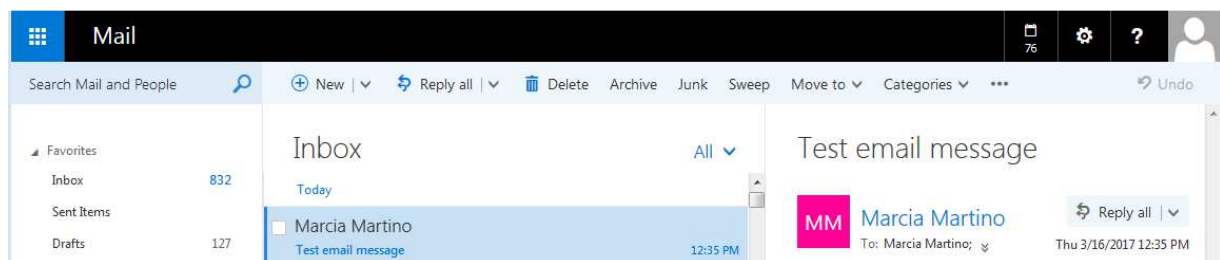 Mail
76
?
Search Mail and People
New
Reply all
Delete
Archive
Junk
Sweep
Move to
Categories
•••
Undo
Favorites
Inbox 832
Sent Items
Drafts 127
Inbox
All
Today
Marcia Martino
Test email message 12:35 PM
Test email message
MM
Marcia Martino
To: Marcia Martino;
Reply all
Thu 3/16/2017 12:35 PM